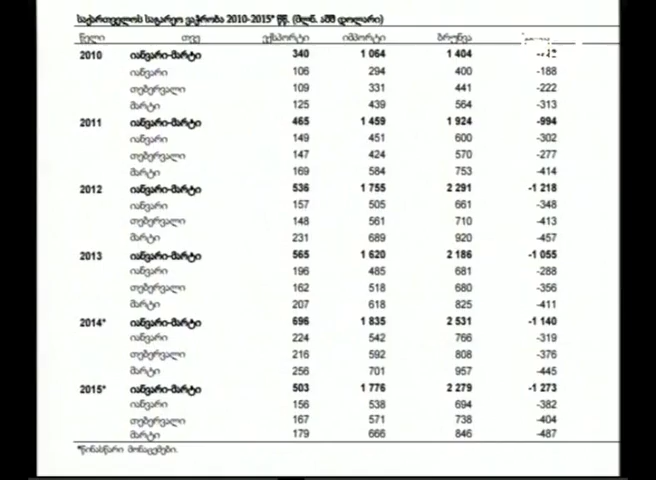 საქართველოს საგარეო ვაჭრობა 2010-2015* წწ. (მლნ. აშშ დოლარი)
წელი თვე ექსპორტი იმპორტი ბრუნვა
2010 იანვარი-მარტი 340 1 064 1 404
იანვარი 106 294 400 -188
თებერვალი 109 331 441 -222
მარტი 125 439 564 -313
2011 იანვარი-მარტი 465 1 459 1 924 -994
იანვარი 149 451 600 -302
თებერვალი 147 424 570 -277
მარტი 169 584 753 -414
2012 იანვარი-მარტი 536 1 755 2 291 -1 218
იანვარი 157 505 661 -348
თებერვალი 148 561 710 -413
მარტი 231 689 920 -457
2013 იანვარი-მარტი 565 1 620 2 186 -1 055
იანვარი 196 485 681 -288
თებერვალი 162 518 680 -356
მარტი 207 618 825 -411
2014* იანვარი-მარტი 696 1 835 2 531 -1 140
იანვარი 224 542 766 -319
თებერვალი 216 592 808 -376
მარტი 256 701 957 -445
2015* იანვარი-მარტი 503 1 776 2 279 -1 273
იანვარი 156 538 694 -382
თებერვალი 167 571 738 -404
მარტი 179 666 846 -487
*წინასწარი მონაცემები.